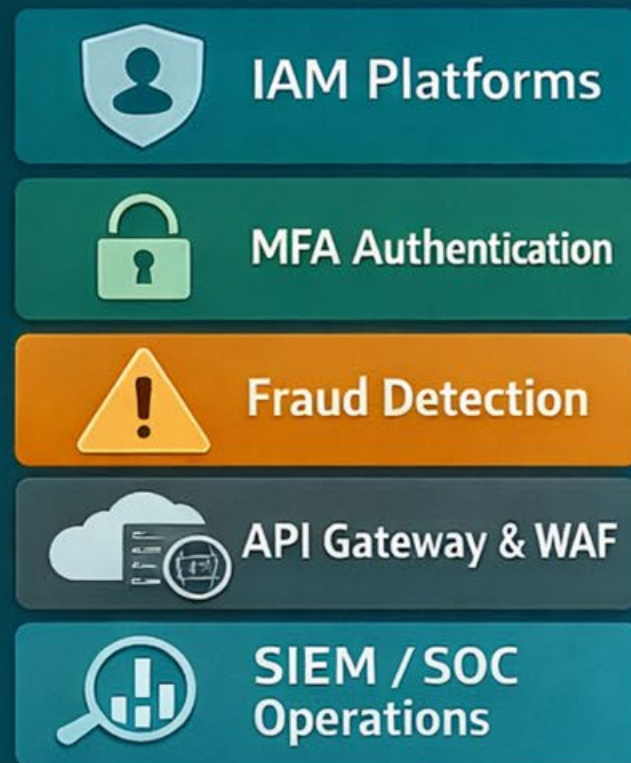 IAM Platforms
MFA Authentication
Fraud Detection
API Gateway & WAF
SIEM / SOC
Operations